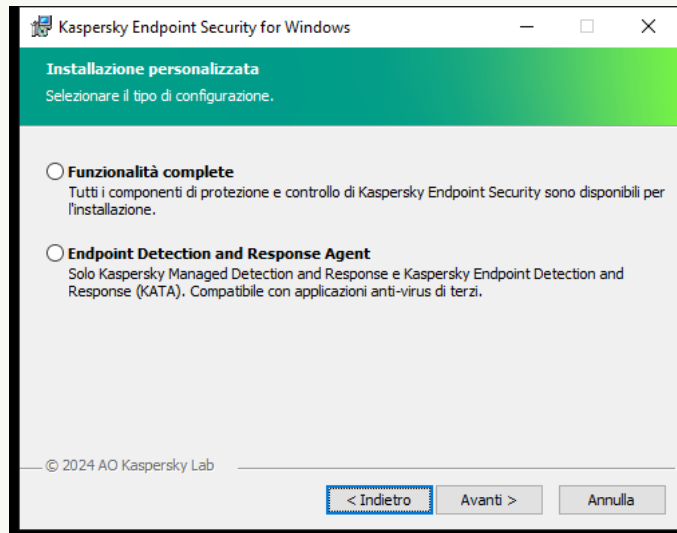 Kaspersky Endpoint Security for Windows
Installazione personalizzata
Selezionare il tipo di configurazione.
Funzionalità complete
Tutti i componenti di protezione e controllo di Kaspersky Endpoint Security sono disponibili per
l'installazione.
Endpoint Detection and Response Agent
Solo Kaspersky Managed Detection and Response e Kaspersky Endpoint Detection and
Response (KATA). Compatibile con applicazioni anti-virus di terzi.
© 2024 AO Kaspersky Lab
< Indietro Avanti > Annulla